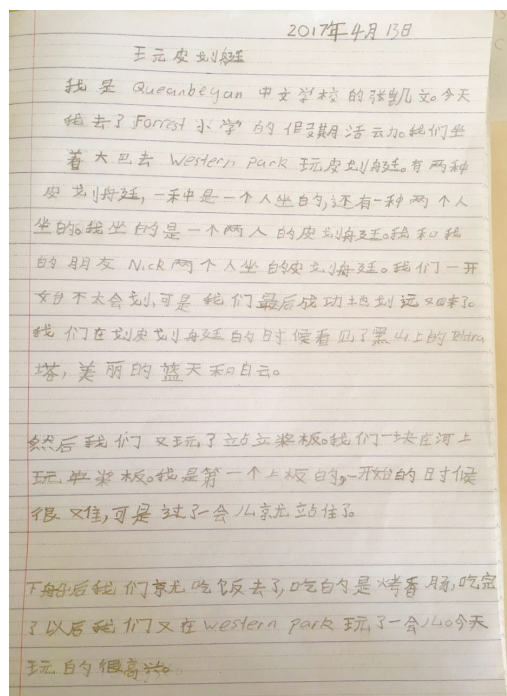 2017年4月13日
玩皮划艇
我是 Queanbeyan 中文学校的张凯文。今天
我去了 Forrest 小学的假期活动。我们坐
着大巴去 Western park 玩皮划艇。有两种
皮划艇，一种是一个人坐的，还有一种两个人
坐的。我坐的是一个两人的皮划艇。我和我
的朋友 Nick 两个人坐的皮划艇。我们一开
始不太会划，可是我们最后成功地划远又回来了。
我们在划皮划艇的时候看见了黑山上的 Telstra
塔，美丽的蓝天和白云。
然后我们又玩了站立桨板。我们一块在河上
玩桨板。我是第一个上板的，一开始的时候
很难，可是过了一会儿就站住了。
下船后我们就吃饭去了，吃的是烤香肠，吃完
了以后我们又在 western park 玩了一会儿。今天
玩的很高兴。